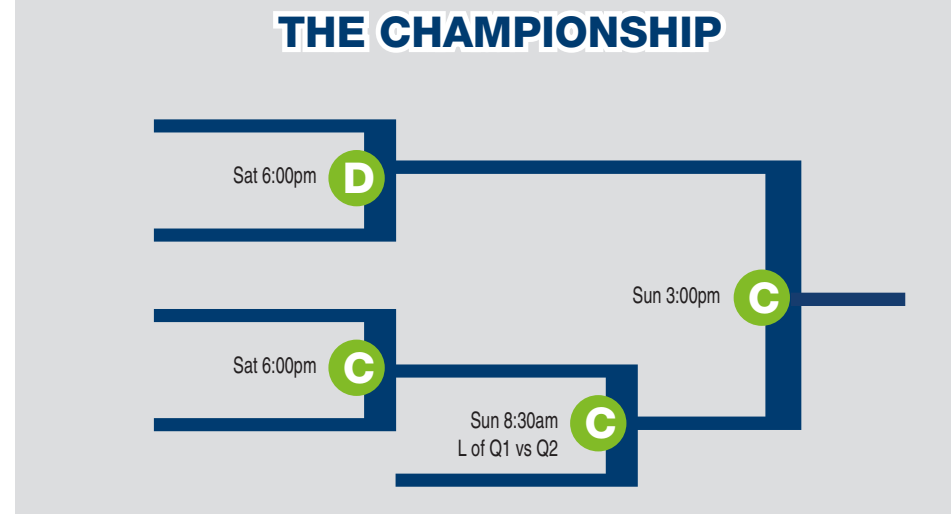 THE CHAMPIONSHIP
Sat 6:00pm
D
Sun 3:00pm
C
Sat 6:00pm
C
Sun 8:30am
L of Q1 vs Q2
C